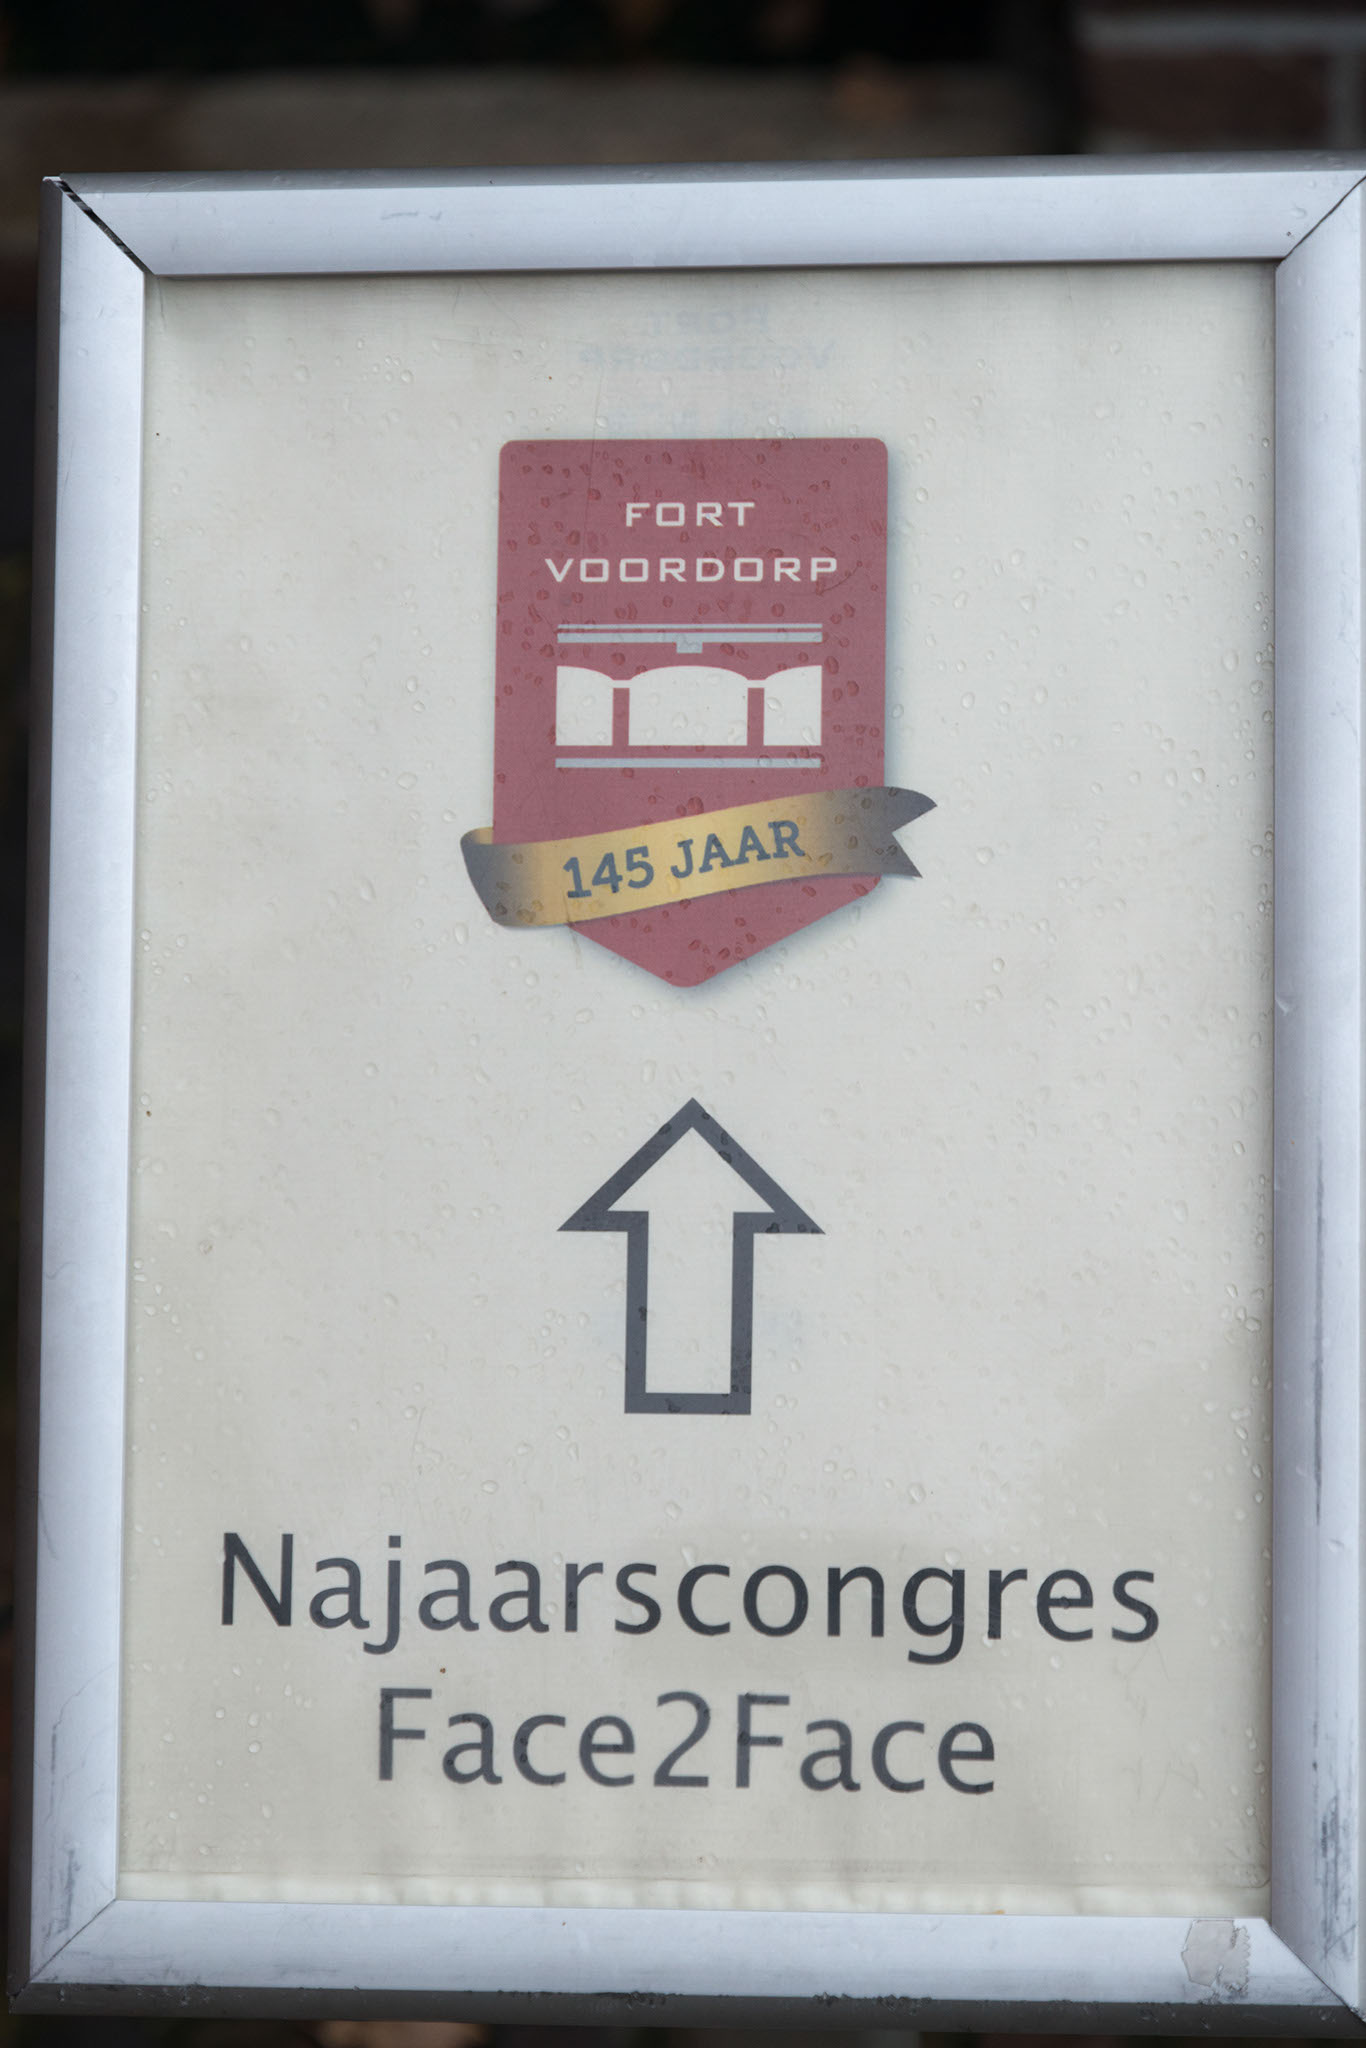 FORT
VOORDORP
145 JAAR
Najaarscongres
Face2Face